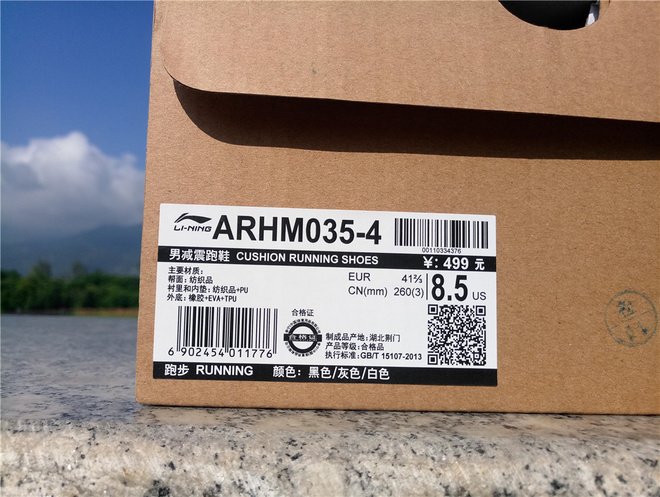 LI-NING
ARHM035-4
00110334376
男减震跑鞋 CUSHION RUNNING SHOES
¥: 499 元
主要材质:
帮面: 纺织品
衬里和内垫: 纺织品+PU
外底: 橡胶+EVA+TPU
EUR 41⅔
CN(mm) 260(3)
8.5 US
6 902454 011776
合格证
合格证
制成品产地: 湖北荆门
产品等级: 合格品
执行标准: GB/T 15107-2013
跑步 RUNNING 颜色: 黑色/灰色/白色